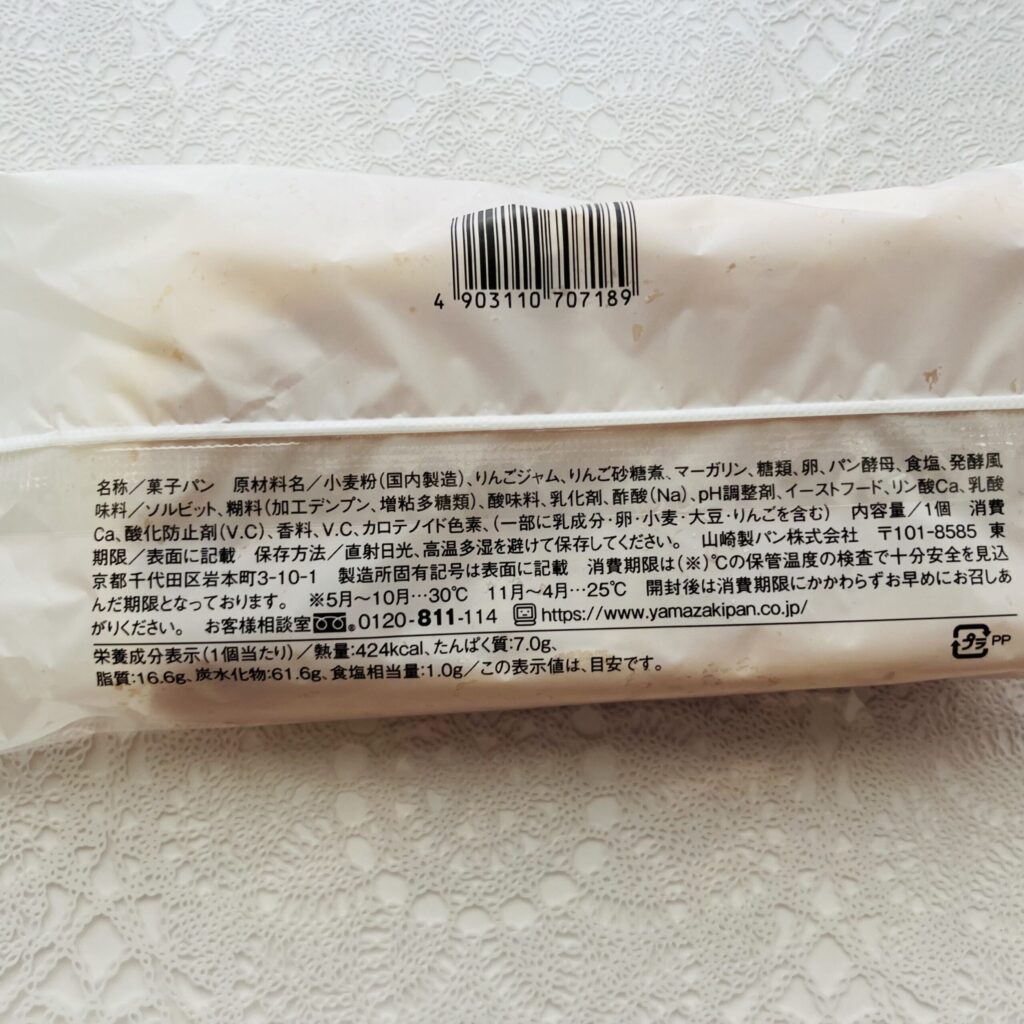 4 903110 707189
名称／菓子パン 原材料名／小麦粉（国内製造）、りんごジャム、りんご砂糖煮、マーガリン、糖類、卵、パン酵母、食塩、発酵風
味料／ソルビット、糊料（加工デンプン、増粘多糖類）、酸味料、乳化剤、酢酸（Na）、pH調整剤、イーストフード、リン酸Ca、乳酸
Ca、酸化防止剤（V.C）、香料、V.C、カロテノイド色素、（一部に乳成分・卵・小麦・大豆・りんごを含む） 内容量／1個 消費
期限／表面に記載 保存方法／直射日光、高温多湿を避けて保存してください。 山崎製パン株式会社 〒101-8585 東
京都千代田区岩本町3-10-1 製造所固有記号は表面に記載 消費期限は（※）℃の保管温度の検査で十分安全を見込
んだ期限となっております。 ※5月〜10月…30℃ 11月〜4月…25℃ 開封後は消費期限にかかわらずお早めにお召しあ
がりください。 お客様相談室 0120-811-114 https://www.yamazakipan.co.jp/
栄養成分表示（1個当たり）／熱量：424kcal、たんぱく質：7.0g、
脂質：16.6g、炭水化物：61.6g、食塩相当量：1.0g／この表示値は、目安です。
プラ PP